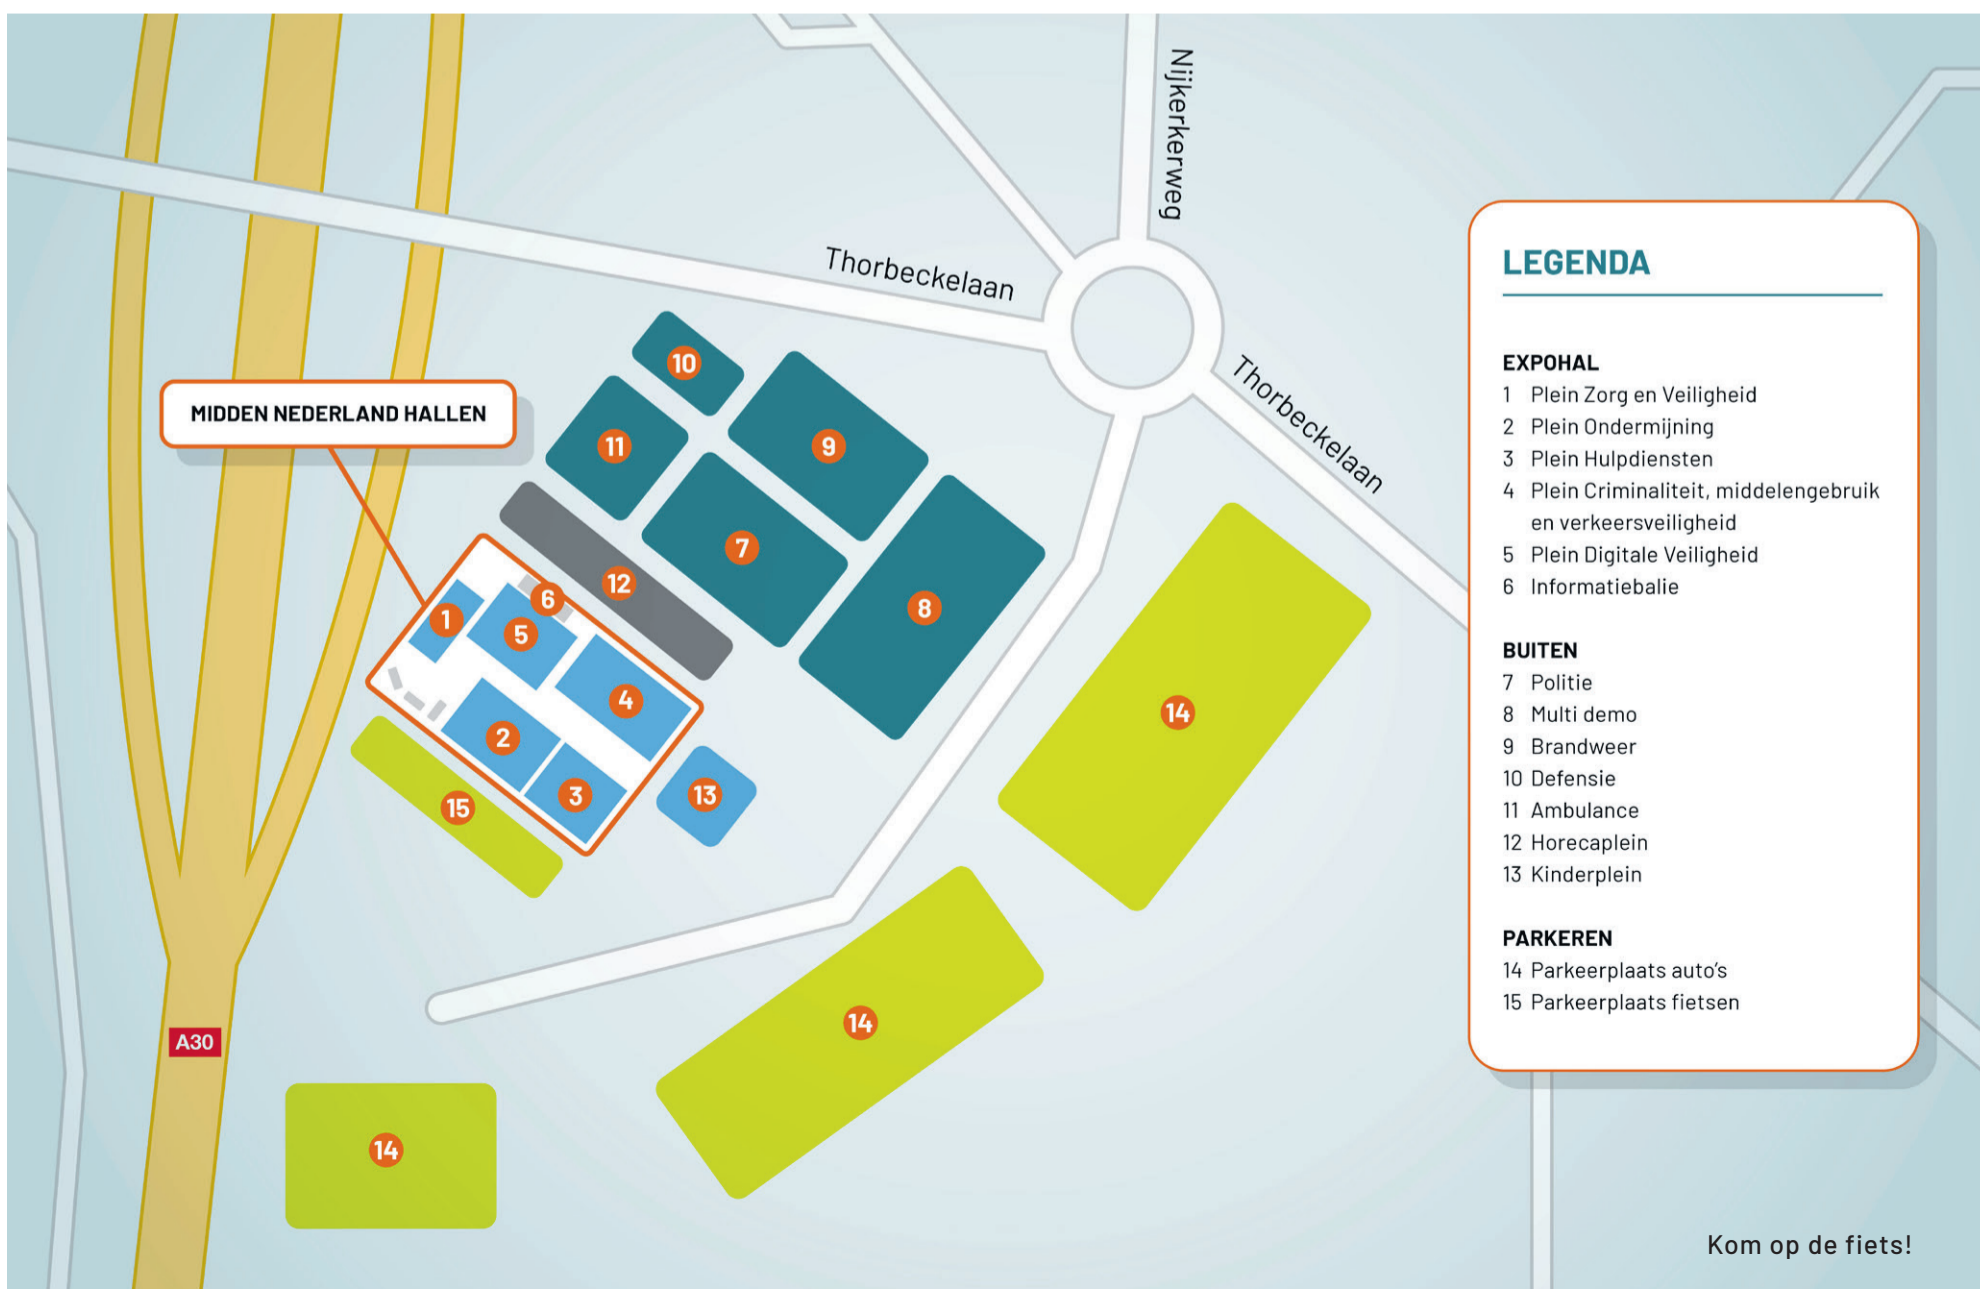 Nijkerkerweg
Thorbeckelaan
Thorbeckelaan
MIDDEN NEDERLAND HALLEN
10
11
9
7
12
8
6
1
5
4
2
3
13
15
14
14
14
A30
LEGENDA
EXPOHAL
1 Plein Zorg en Veiligheid
2 Plein Ondermijning
3 Plein Hulpdiensten
4 Plein Criminaliteit, middelengebruik
en verkeersveiligheid
5 Plein Digitale Veiligheid
6 Informatiebalie
BUITEN
7 Politie
8 Multi demo
9 Brandweer
10 Defensie
11 Ambulance
12 Horecaplein
13 Kinderplein
PARKEREN
14 Parkeerplaats auto's
15 Parkeerplaats fietsen
Kom op de fiets!